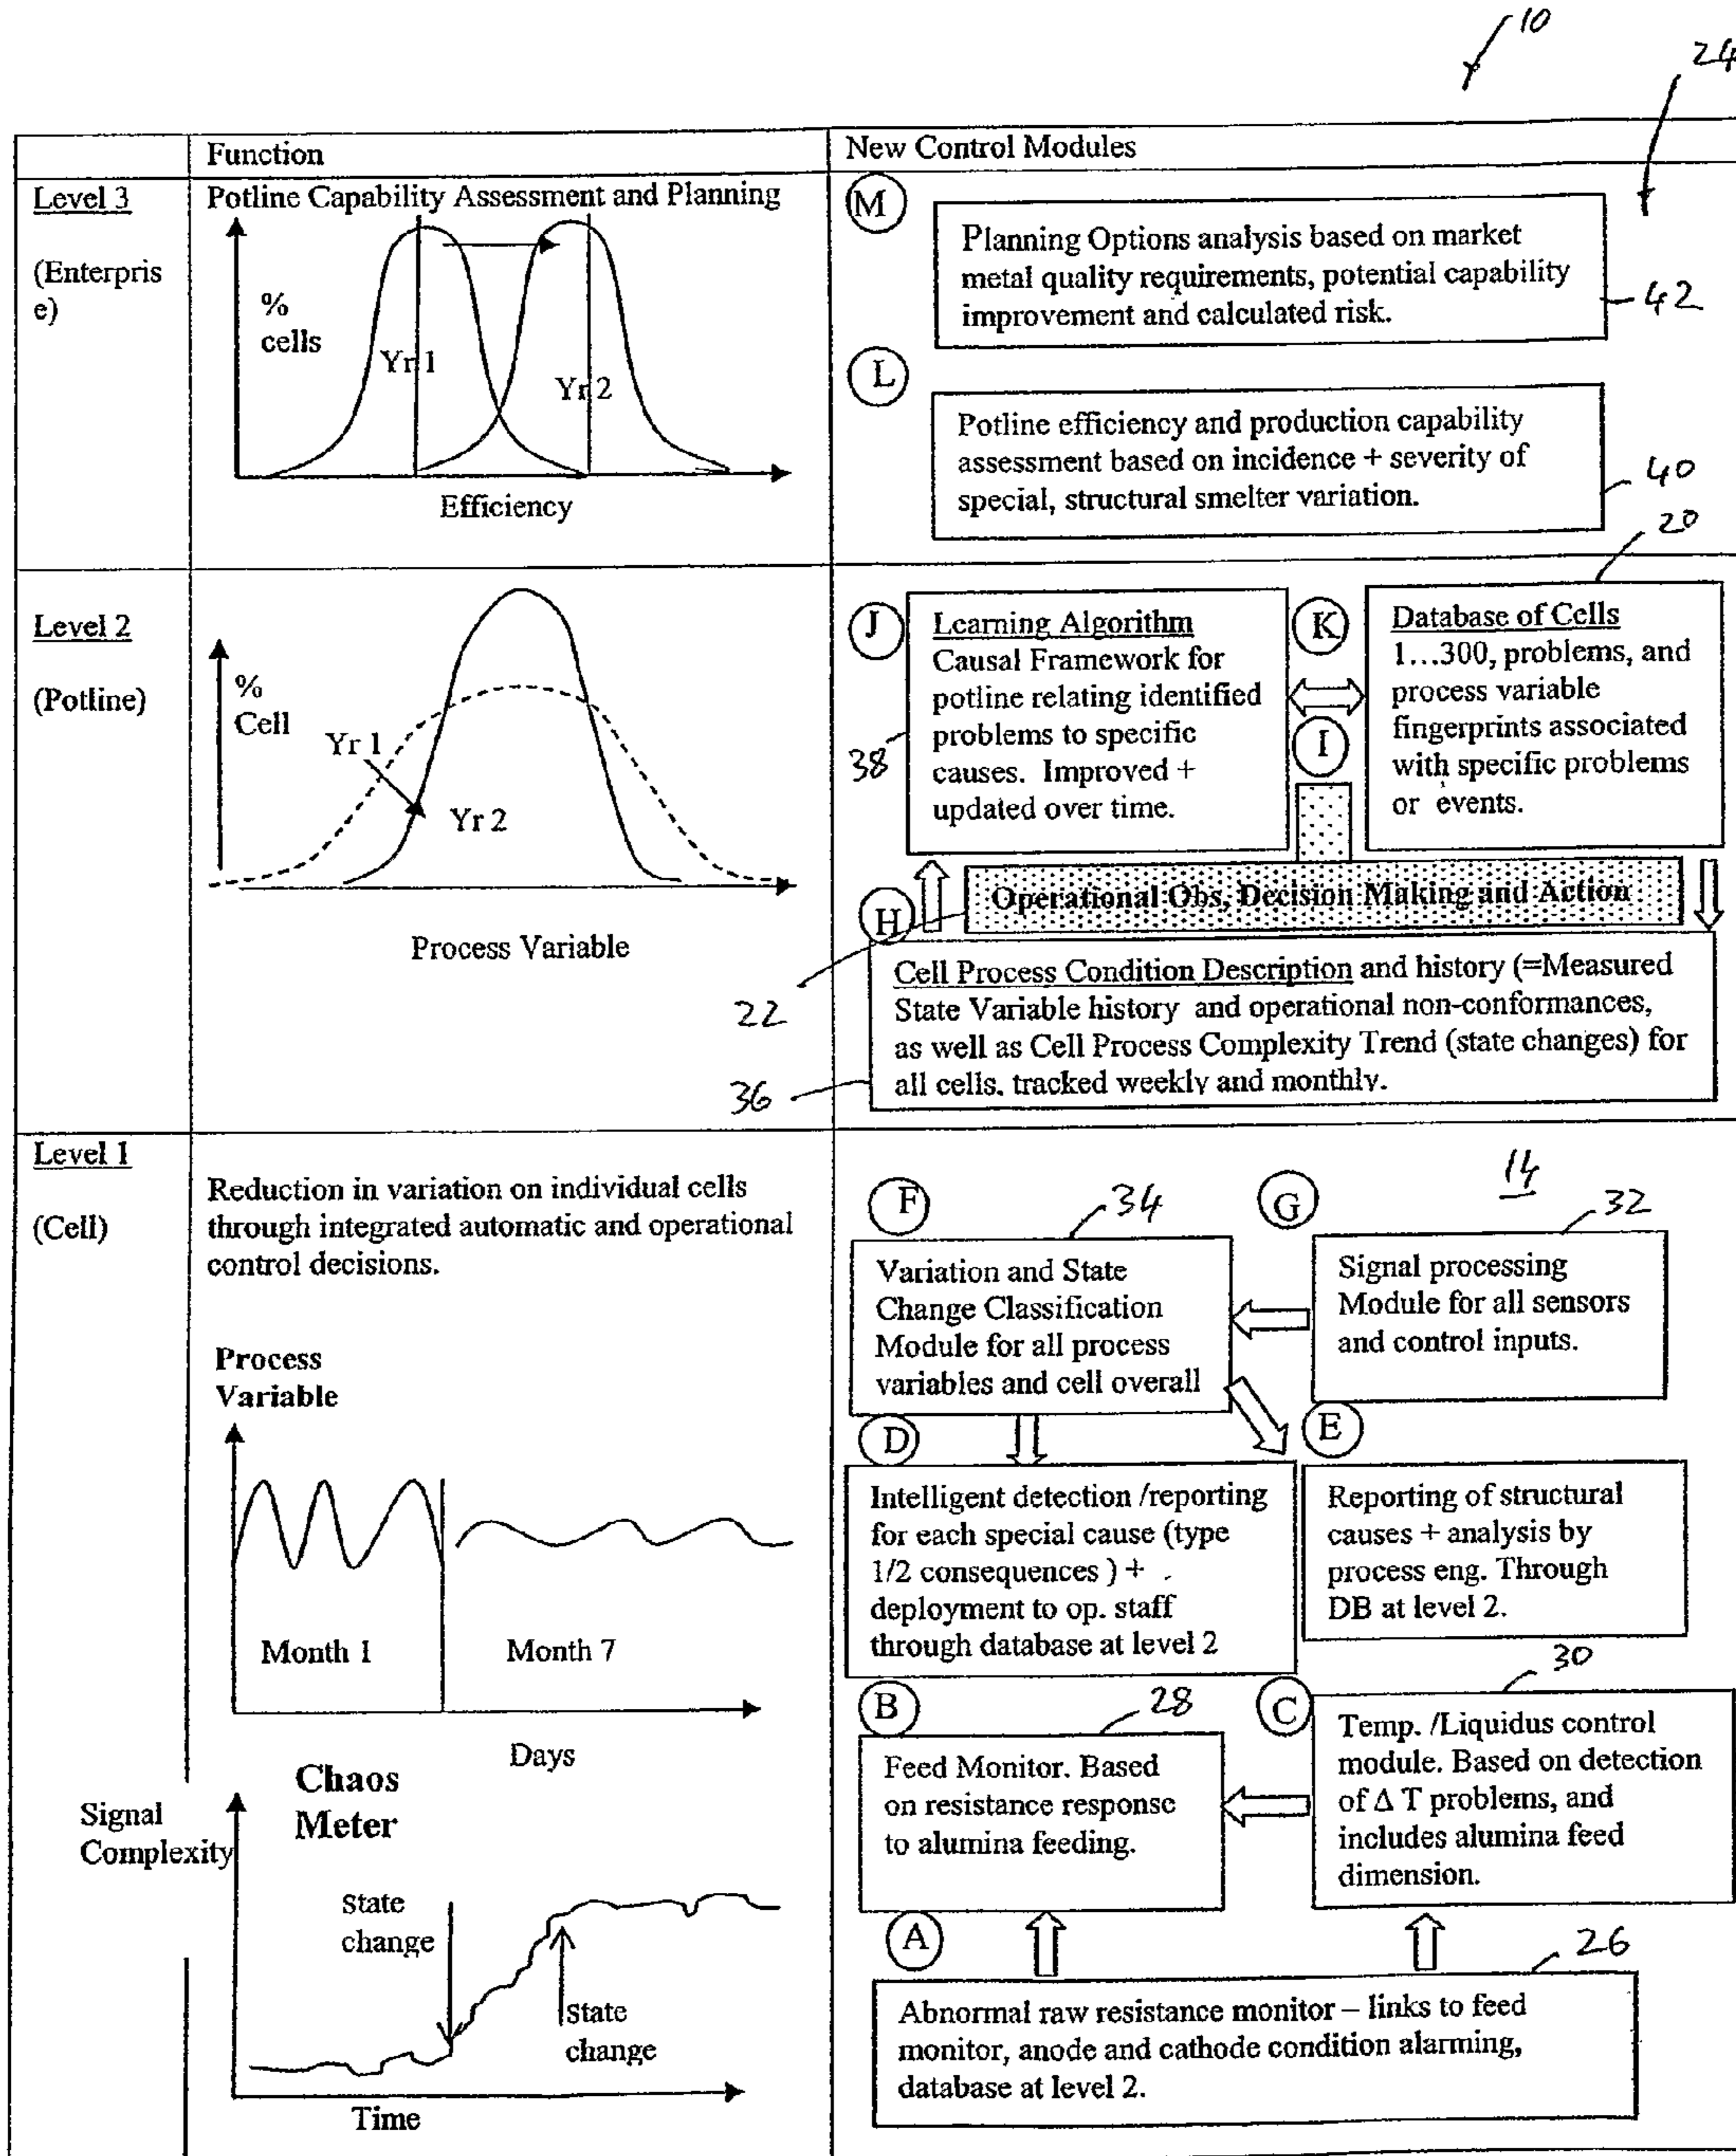 10
24
Function
New Control Modules
Level 3
(Enterpris
e)
Potline Capability Assessment and Planning
%
cells
Yr 1
Yr 2
Efficiency
M
Planning Options analysis based on market
metal quality requirements, potential capability
improvement and calculated risk.
42
L
Potline efficiency and production capability
assessment based on incidence + severity of
special, structural smelter variation.
40
20
Level 2
(Potline)
%
Cell
Yr 1
Yr 2
Process Variable
J
Learning Algorithm
Causal Framework for
potline relating identified
problems to specific
causes. Improved +
updated over time.
38
K
I
Database of Cells
1...300, problems, and
process variable
fingerprints associated
with specific problems
or events.
H
Operational Obs, Decision Making and Action
22
Cell Process Condition Description and history (=Measured
State Variable history and operational non-conformances,
as well as Cell Process Complexity Trend (state changes) for
all cells, tracked weekly and monthly.
36
Level 1
(Cell)
Reduction in variation on individual cells
through integrated automatic and operational
control decisions.
Process
Variable
Month 1
Month 7
Days
Chaos
Meter
Signal
Complexity
State
change
State
change
Time
14
F
34
Variation and State
Change Classification
Module for all process
variables and cell overall
G
32
Signal processing
Module for all sensors
and control inputs.
D
Intelligent detection /reporting
for each special cause (type
1/2 consequences ) +
deployment to op. staff
through database at level 2
E
Reporting of structural
causes + analysis by
process eng. Through
DB at level 2.
B
28
Feed Monitor. Based
on resistance response
to alumina feeding.
C
30
Temp. /Liquidus control
module. Based on detection
of Δ T problems, and
includes alumina feed
dimension.
A
26
Abnormal raw resistance monitor – links to feed
monitor, anode and cathode condition alarming,
database at level 2.